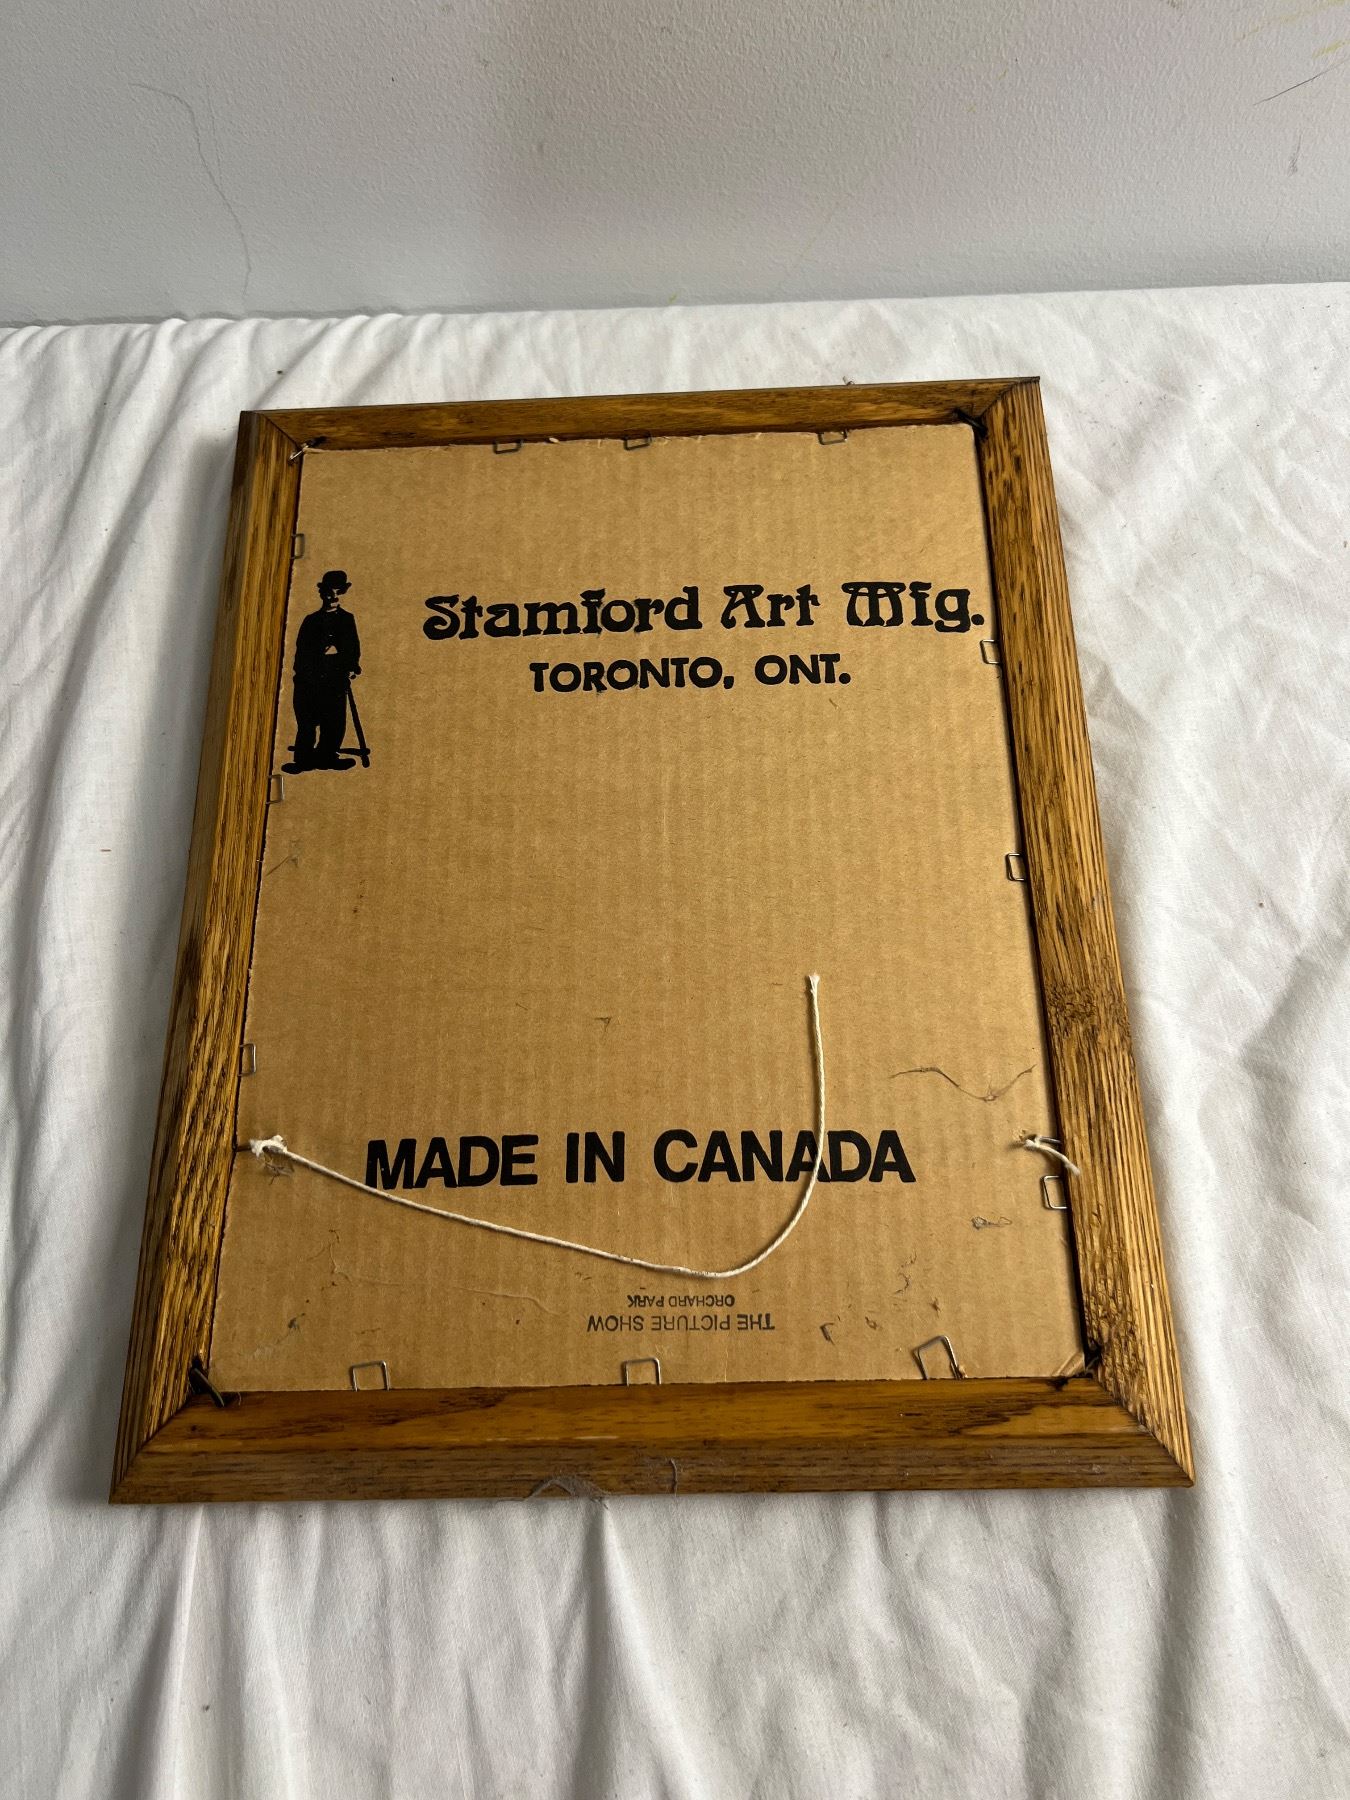 Stamford Art Mfg.
TORONTO, ONT.
MADE IN CANADA
THE PICTURE SHOW
ORCHARD PARK